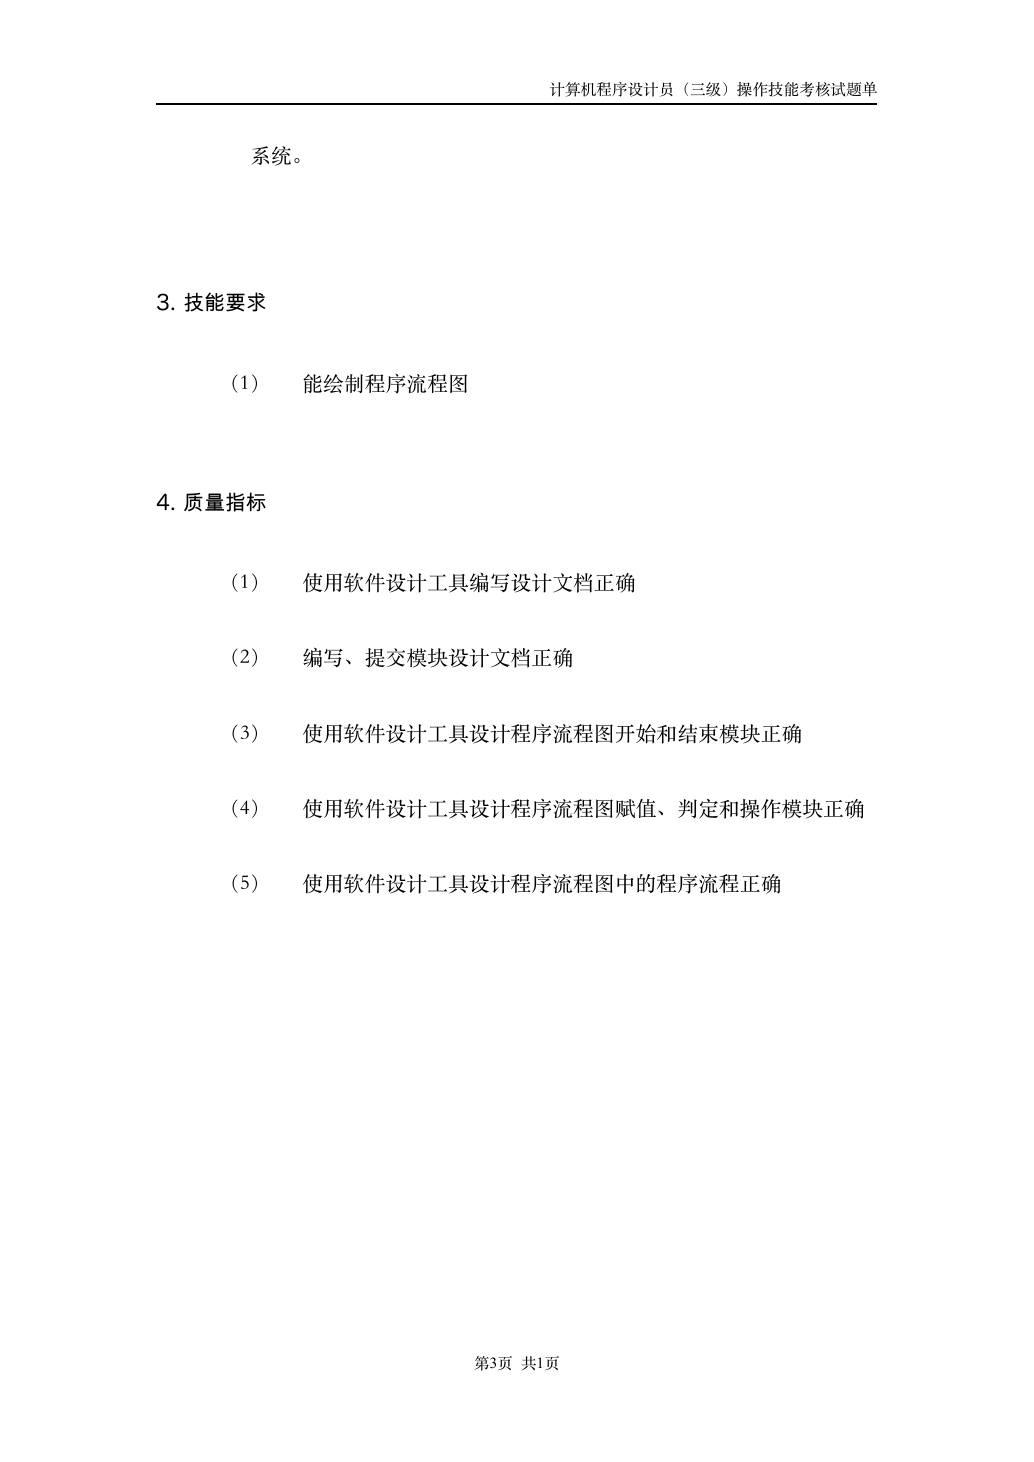 计算机程序设计员（三级）操作技能考核试题单
系统。
3. 技能要求
（1） 能绘制程序流程图
4. 质量指标
（1） 使用软件设计工具编写设计文档正确
（2） 编写、提交模块设计文档正确
（3） 使用软件设计工具设计程序流程图开始和结束模块正确
（4） 使用软件设计工具设计程序流程图赋值、判定和操作模块正确
（5） 使用软件设计工具设计程序流程图中的程序流程正确
第3页 共1页